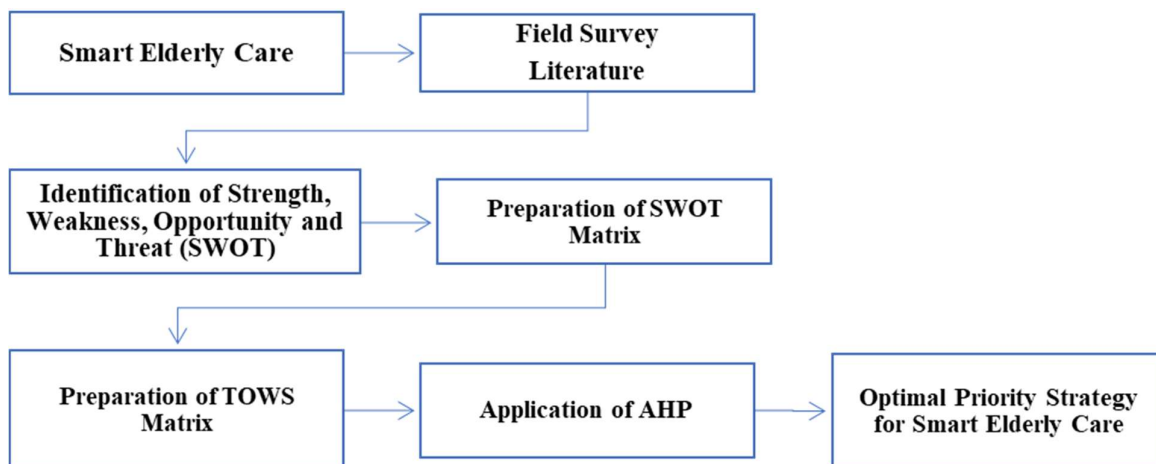 Smart Elderly Care
Field Survey
Literature
Identification of Strength,
Weakness, Opportunity and
Threat (SWOT)
Preparation of SWOT
Matrix
Preparation of TOWS
Matrix
Application of AHP
Optimal Priority Strategy
for Smart Elderly Care